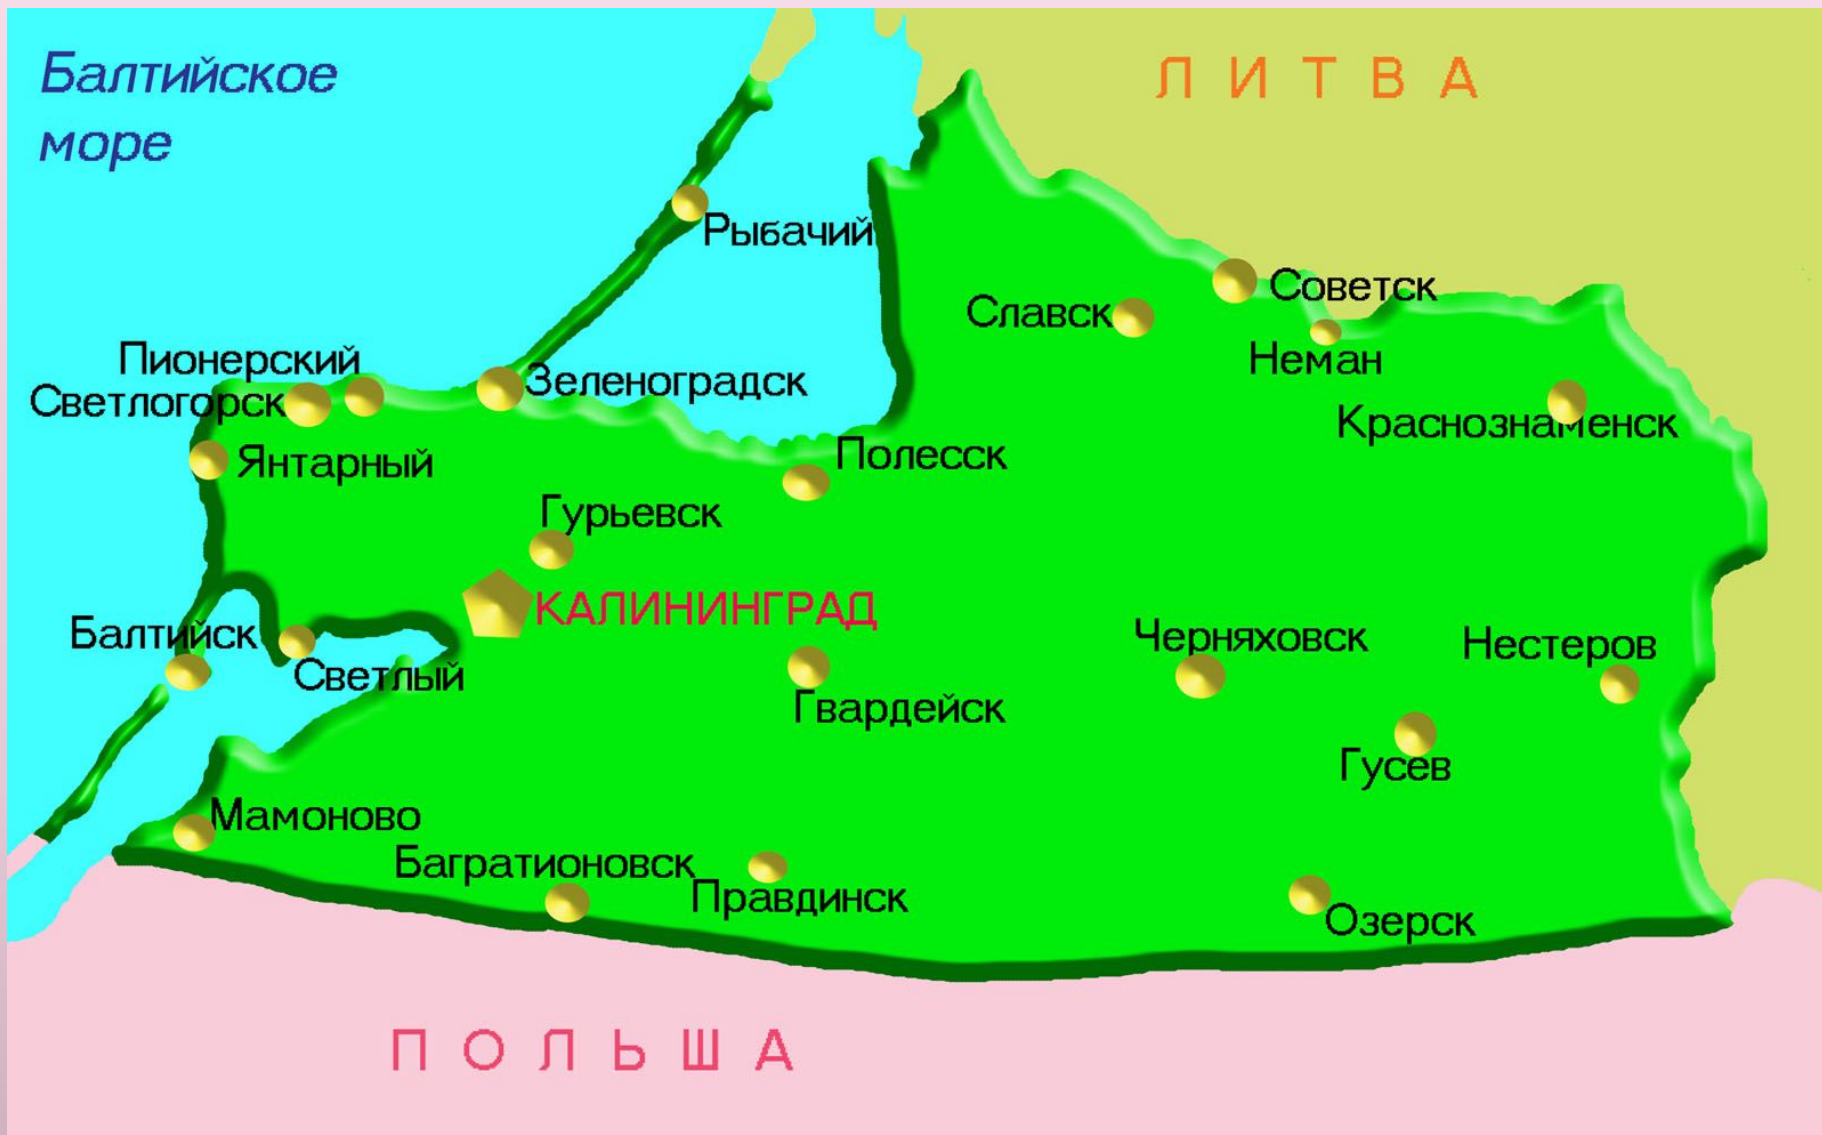 Балтийское
море
ЛИТВА
Рыбачий
Советск
Славск
Неман
Пионерский
Зеленоградск
Светлогорск
Краснознаменск
Янтарный
Полесск
Гурьевск
КАЛИНИНГРАД
Балтийск
Черняховск
Нестеров
Светлый
Гвардейск
Гусев
Мамоново
Багратионовск
Правдинск
Озерск
ПОЛЬША